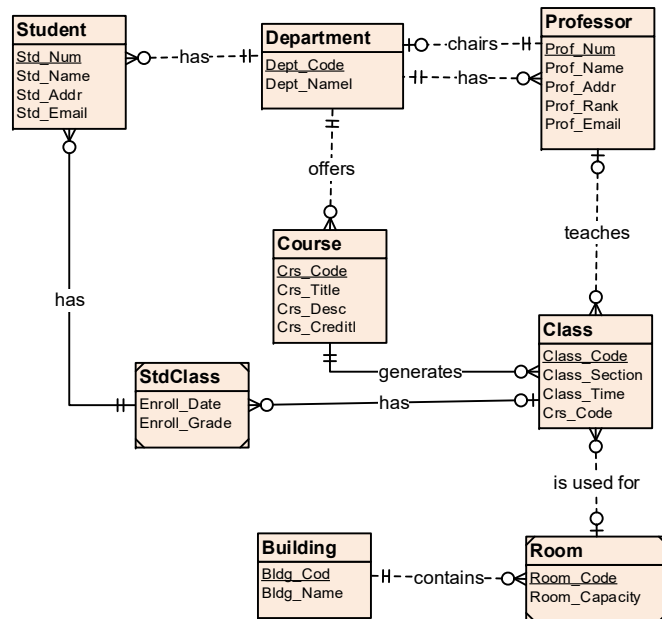 Student
Std_Num
Std_Name
Std_Addr
Std_Email
has
Department
Dept_Code
Dept_Namel
chairs
has
Professor
Prof_Num
Prof_Name
Prof_Addr
Prof_Rank
Prof_Email
offers
teaches
Course
Crs_Code
Crs_Title
Crs_Desc
Crs_Creditl
has
generates
Class
Class_Code
Class_Section
Class_Time
Crs_Code
StdClass
Enroll_Date
Enroll_Grade
has
is used for
Building
Bldg_Cod
Bldg_Name
contains
Room
Room_Code
Room_Capacity